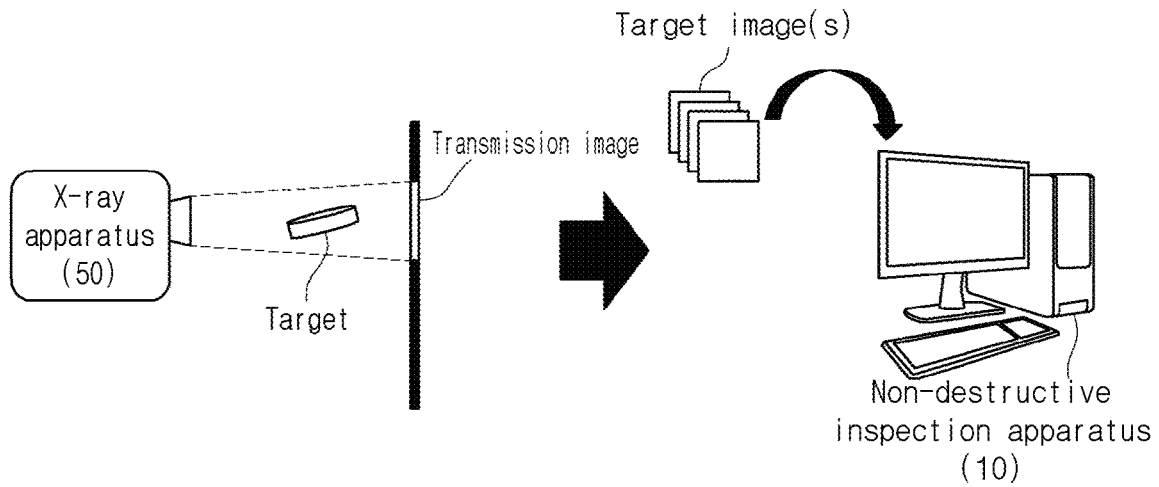 Target image(s)
Transmission image
X-ray
apparatus
(50)
Target
Non-destructive
inspection apparatus
(10)